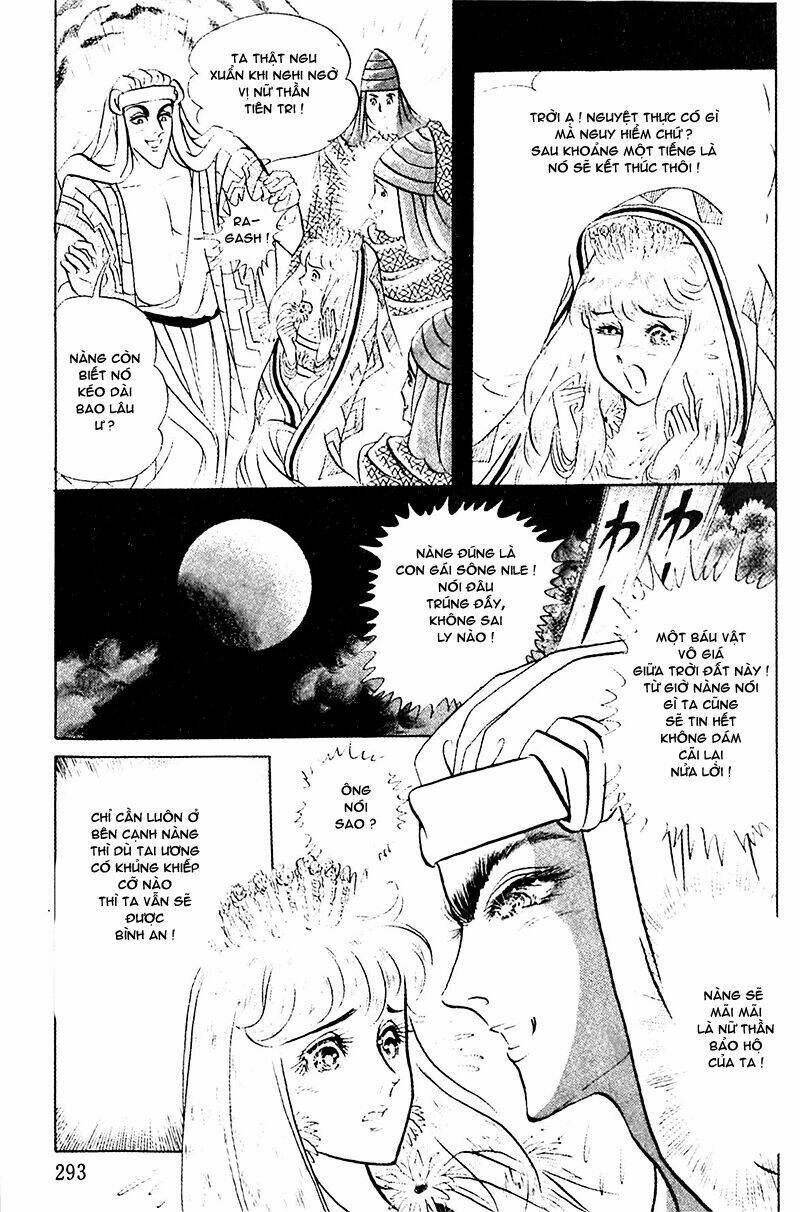 TRỜI Ạ ! NGUYỆT THỰC CÓ GÌ
MÀ NGUY HIỂM CHỨ ?
SAU KHOẢNG MỘT TIẾNG LÀ
NÓ SẼ KẾT THÚC THÔI !
TA THẬT NGU
XUẨN KHI NGHI NGỜ
VỊ NỮ THẦN
TIÊN TRI !
RA-
GASH !
NÀNG CÒN
BIẾT NÓ
KÉO DÀI
BAO LÂU
Ư ?
わ
わ
NÀNG ĐÚNG LÀ
CON GÁI SÔNG NILE !
NÓI ĐÂU
TRÚNG ĐẤY,
KHÔNG SAI
LY NÀO !
MỘT BÁU VẬT
VÔ GIÁ
GIỮA TRỜI ĐẤT NÀY !
TỪ GIỜ NÀNG NÓI
GÌ TA CŨNG
SẼ TIN HẾT
KHÔNG DÁM
CÃI LẠI
NỬA LỜI !
ÔNG
NÓI
SAO ?
CHỈ CẦN LUÔN Ở
BÊN CẠNH NÀNG
THÌ DÙ TAI ƯƠNG
CÓ KHỦNG KHIẾP
CỠ NÀO
THÌ TA VẪN SẼ
ĐƯỢC
BÌNH AN !
NÀNG SẼ
MÃI MÃI
LÀ NỮ THẦN
BẢO HỘ
CỦA TA !
293